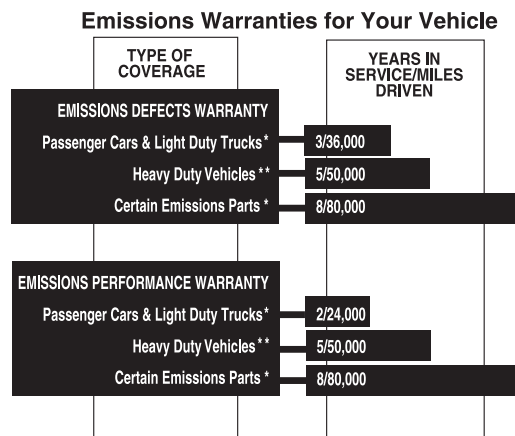 Emissions Warranties for Your Vehicle
TYPE OF
COVERAGE
YEARS IN
SERVICE/MILES
DRIVEN
EMISSIONS DEFECTS WARRANTY
Passenger Cars & Light Duty Trucks* 3/36,000
Heavy Duty Vehicles** 5/50,000
Certain Emissions Parts * 8/80,000
EMISSIONS PERFORMANCE WARRANTY
Passenger Cars & Light Duty Trucks* 2/24,000
Heavy Duty Vehicles** 5/50,000
Certain Emissions Parts * 8/80,000